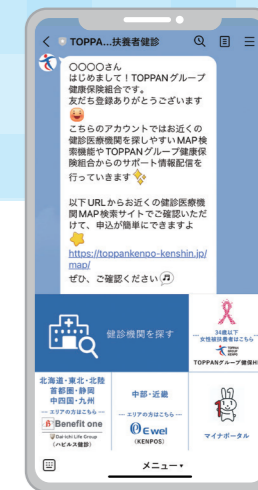 TOPPA...扶養者健診
〇〇〇〇さん
はじめまして!TOPPANグループ
健康保険組合です。
友だち登録ありがとうございます
こちらのアカウントではお近くの
健診医療機関を探しやすいMAP検
索機能やTOPPANグループ健康保
険組合からのサポート情報配信を
行っていきます
以下URLからお近くの健診医療機
関MAP検索サイトでご確認いただ
けて、申込が簡単にできますよ
https://toppankenpo-kenshin.jp/
map/
ぜひ、ご確認ください
健診機関を探す
34歳以下
女性被扶養者はこちら
TOPPANグループ健保H
北海道・東北・北陸
首都圏・静岡
中四国・九州
エリアの方はこちら
Benefit one
Dai-ichi Life Group
(ハピルス健診)
中部・近畿
エリアの方はこちら
Ewel
(KENPOS)
マイナポータル
メニュー▾